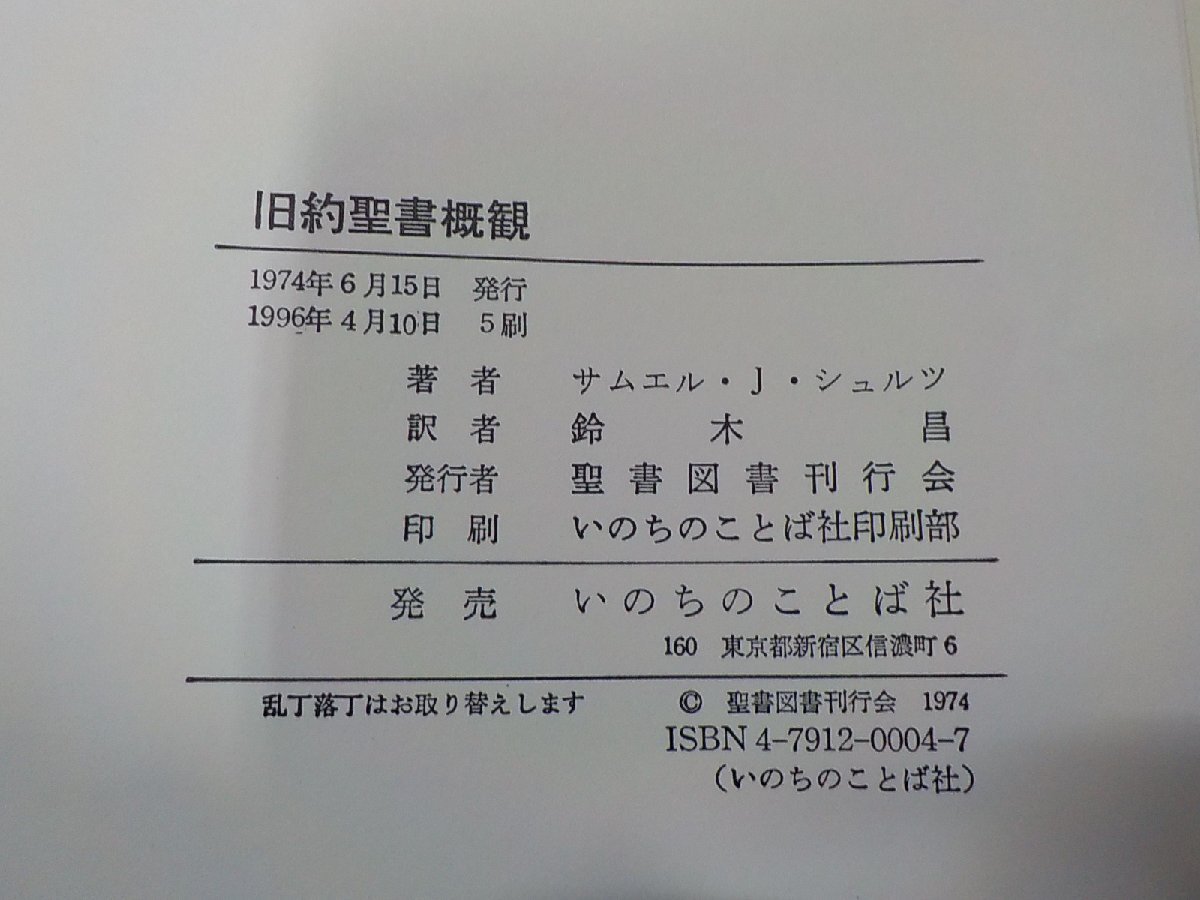 旧約聖書概観
1974年6月15日 発行
1996年4月10日 5刷
著者 サムエル・J・シュルツ
訳者 鈴木昌
発行者 聖書図書刊行会
印刷 いのちのことば社印刷部
発売 いのちのことば社
160 東京都新宿区信濃町6
乱丁落丁はお取り替えします © 聖書図書刊行会 1974
ISBN4-7912-0004-7
(いのちのことば社)